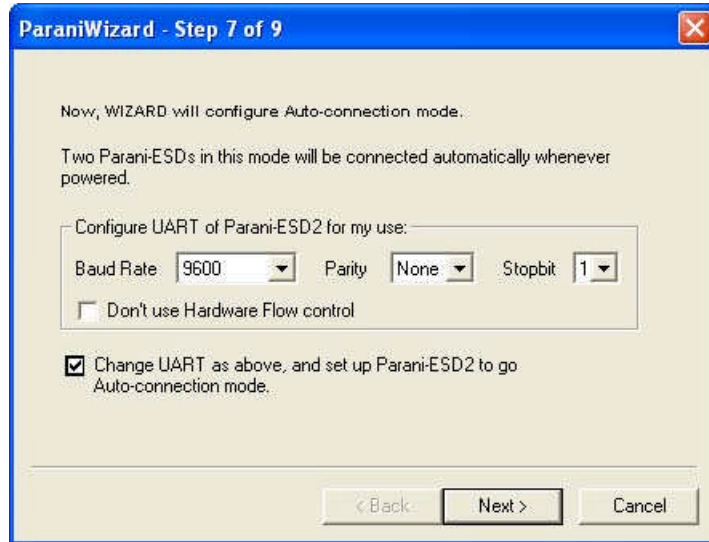 ParaniWizard - Step 7 of 9
Now, WIZARD will configure Auto-connection mode.
Two Parani-ESDs in this mode will be connected automatically whenever
powered.
Configure UART of Parani-ESD2 for my use:
Baud Rate 9600 Parity None Stopbit 1
Don't use Hardware Flow control
Change UART as above, and set up Parani-ESD2 to go
Auto-connection mode.
< Back Next > Cancel